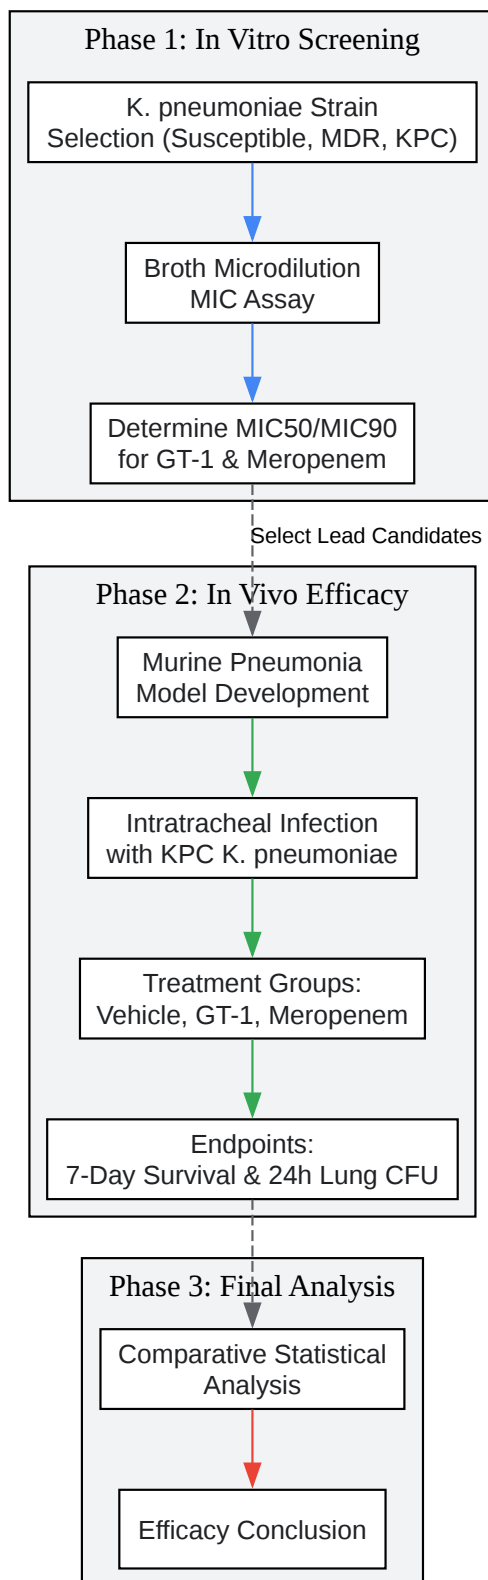 Phase 1: In Vitro Screening
K. pneumoniae Strain
Selection (Susceptible, MDR, KPC)
Broth Microdilution
MIC Assay
Determine MIC50/MIC90
for GT-1 & Meropenem
Select Lead Candidates
Phase 2: In Vivo Efficacy
Murine Pneumonia
Model Development
Intratracheal Infection
with KPC K. pneumoniae
Treatment Groups:
Vehicle, GT-1, Meropenem
Endpoints:
7-Day Survival & 24h Lung CFU
Phase 3: Final Analysis
Comparative Statistical
Analysis
Efficacy Conclusion